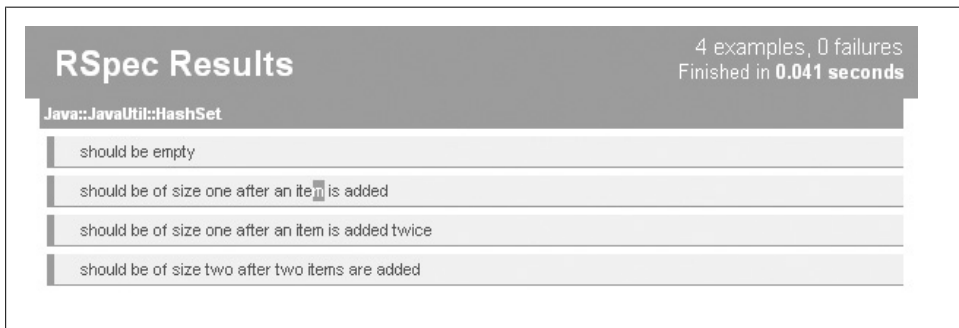 RSpec Results
4 examples, 0 failures
Finished in 0.041 seconds
Java::JavaUtil::HashSet
should be empty
should be of size one after an item is added
should be of size one after an item is added twice
should be of size two after two items are added